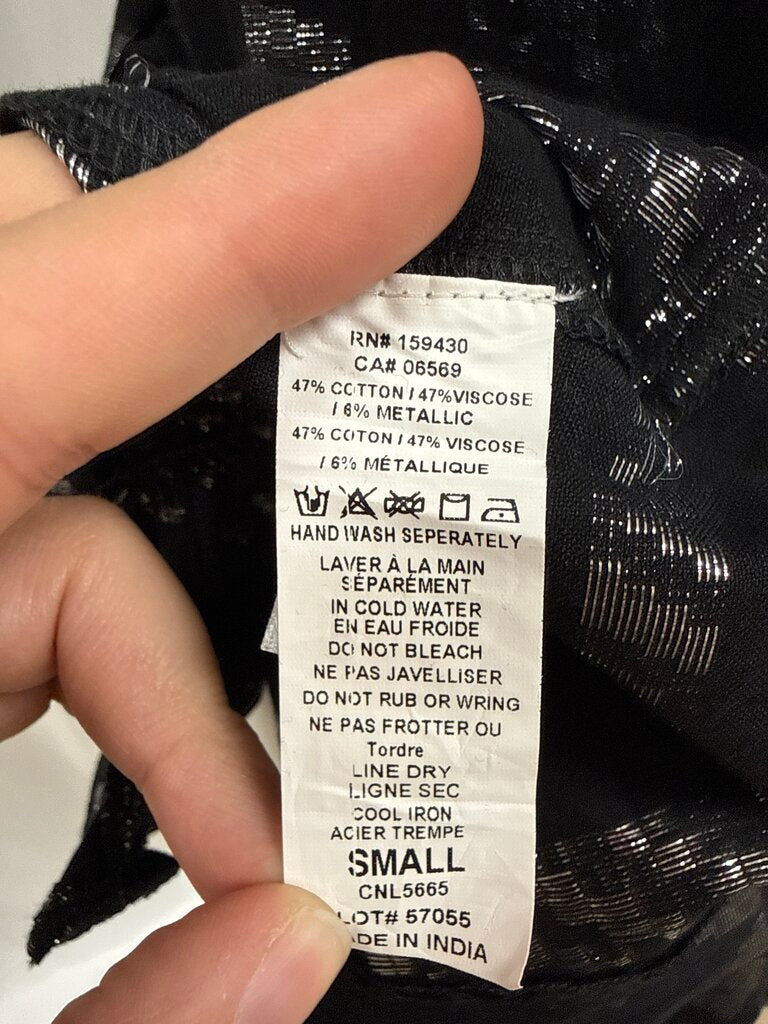 RN# 159430
CA# 06569
47% COTTON / 47%VISCOSE
/ 6% METALLIC
47% COTON / 47% VISCOSE
/ 6% MÉTALLIQUE
HAND WASH SEPERATELY
LAVER À LA MAIN
SÉPARÉMENT
IN COLD WATER
EN EAU FROIDE
DO NOT BLEACH
NE PAS JAVELLISER
DO NOT RUB OR WRING
NE PAS FROTTER OU
Tordre
LINE DRY
LIGNE SEC
COOL IRON
ACIER TREMPE
SMALL
CNL5665
LOT# 57055
ADE IN INDIA